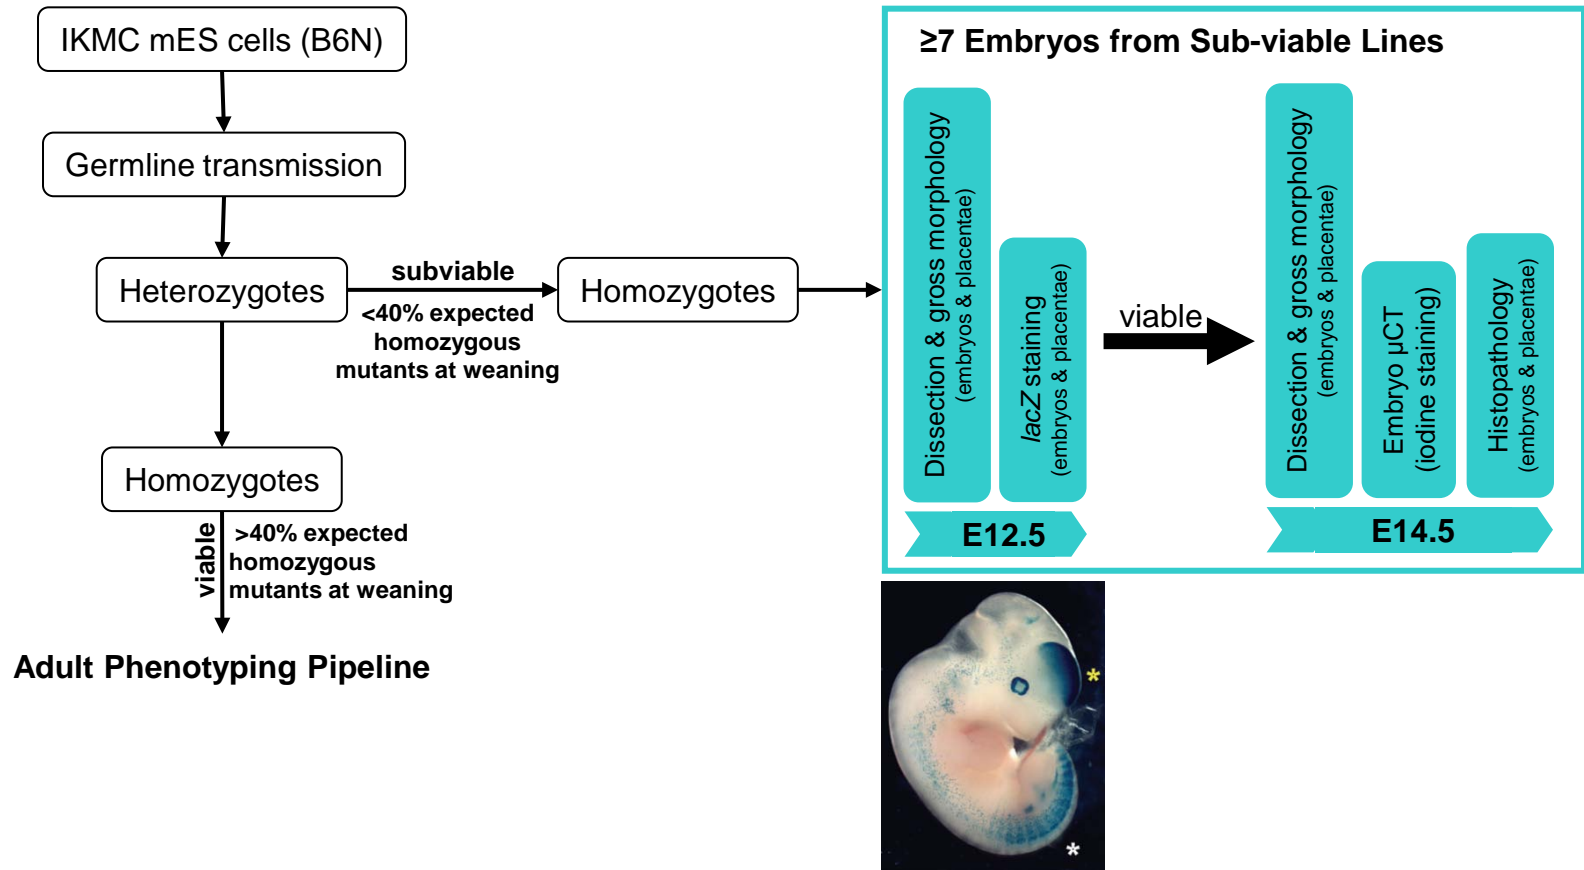 IKMC mES cells (B6N)
Germline transmission
Heterozygotes
subviable
<40% expected
homozygous
mutants at weaning
Homozygotes
Homozygotes
viable
>40% expected
homozygous
mutants at weaning
Adult Phenotyping Pipeline
≥7 Embryos from Sub-viable Lines
Dissection & gross morphology
(embryos & placentae)
lacZ staining
(embryos & placentae)
E12.5
viable
Dissection & gross morphology
(embryos & placentae)
Embryo µCT
(iodine staining)
Histopathology
(embryos & placentae)
E14.5
*
*